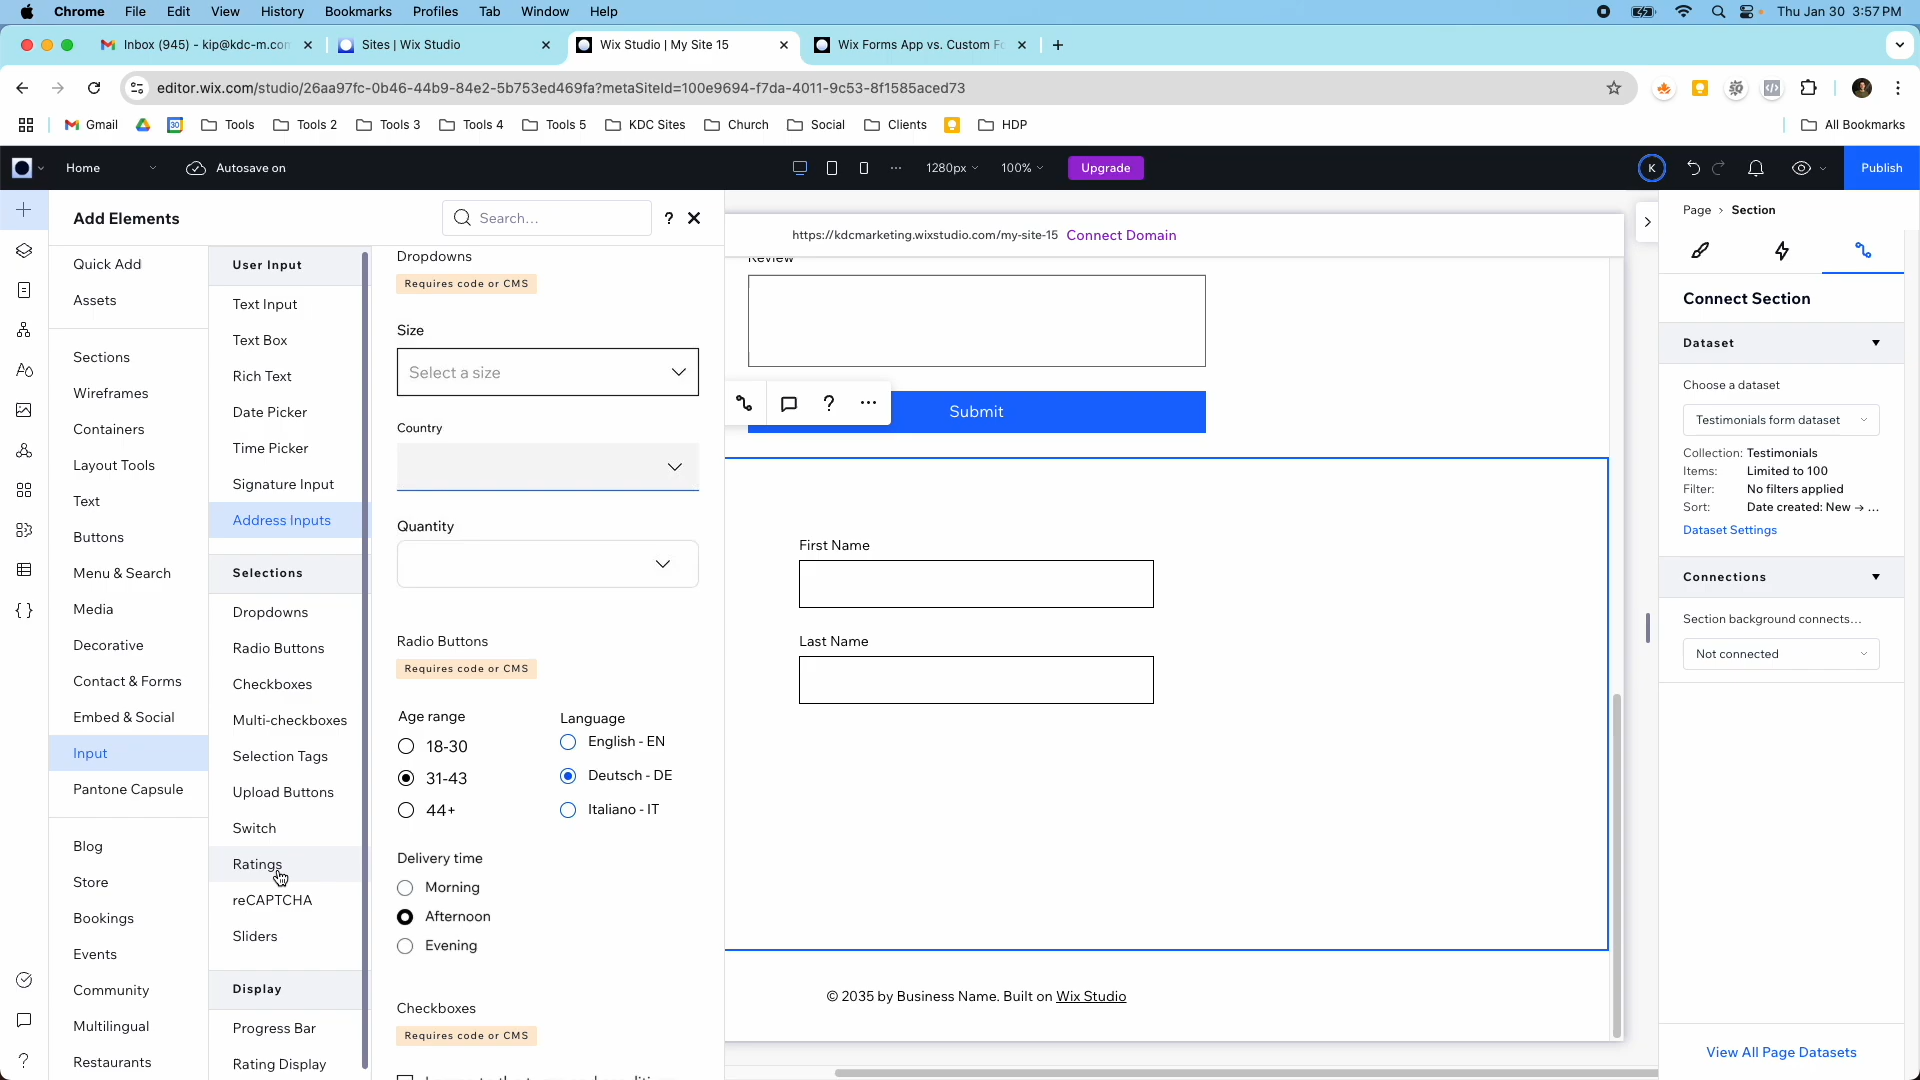 Chrome File Edit View History Bookmarks Profiles Tab Window Help Thu Jan 30 3:57 PM
Inbox (945) - kip@kdc-m.com Sites | Wix Studio Wix Studio | My Site 15 Wix Forms App vs. Custom
editor.wix.com/studio/26aa97fc-0b46-44b9-84e2-5b753ed469fa?metaSiteId=100e9694-f7da-4011-9c53-8f1585aced73
Gmail Tools Tools 2 Tools 3 Tools 4 Tools 5 KDC Sites Church Social Clients HDP All Bookmarks
Home Autosave on 1280px 100% Upgrade K Publish
Add Elements
Search...
?
Quick Add
Assets
Sections
Wireframes
Containers
Layout Tools
Text
Buttons
Menu & Search
Media
Decorative
Contact & Forms
Embed & Social
Input
Pantone Capsule
Blog
Store
Bookings
Events
Community
Multilingual
Restaurants
User Input
Text Input
Text Box
Rich Text
Date Picker
Time Picker
Signature Input
Address Inputs
Selections
Dropdowns
Radio Buttons
Checkboxes
Multi-checkboxes
Selection Tags
Upload Buttons
Switch
Ratings
reCAPTCHA
Sliders
Display
Progress Bar
Rating Display
Dropdowns
Requires code or CMS
Size
Select a size
Country
Quantity
Radio Buttons
Requires code or CMS
Age range
18-30
31-43
44+
Language
English - EN
Deutsch - DE
Italiano - IT
Delivery time
Morning
Afternoon
Evening
Checkboxes
Requires code or CMS
https://kdcmarketing.wixstudio.com/my-site-15 Connect Domain
Review
Submit
First Name
Last Name
© 2035 by Business Name. Built on Wix Studio
Page › Section
Connect Section
Dataset
Choose a dataset
Testimonials form dataset
Collection: Testimonials
Items: Limited to 100
Filter: No filters applied
Sort: Date created: New → ...
Dataset Settings
Connections
Section background connects...
Not connected
View All Page Datasets